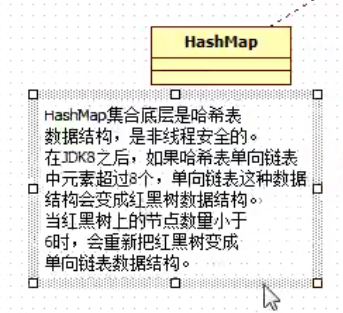 HashMap
HashMap集合底层是哈希表
数据结构，是非线程安全的。
在JDK8之后，如果哈希表单向链表
中元素超过8个，单向链表这种数据
结构会变成红黑树数据结构。
当红黑树上的节点数量小于
6时，会重新把红黑树变成
单向链表数据结构。